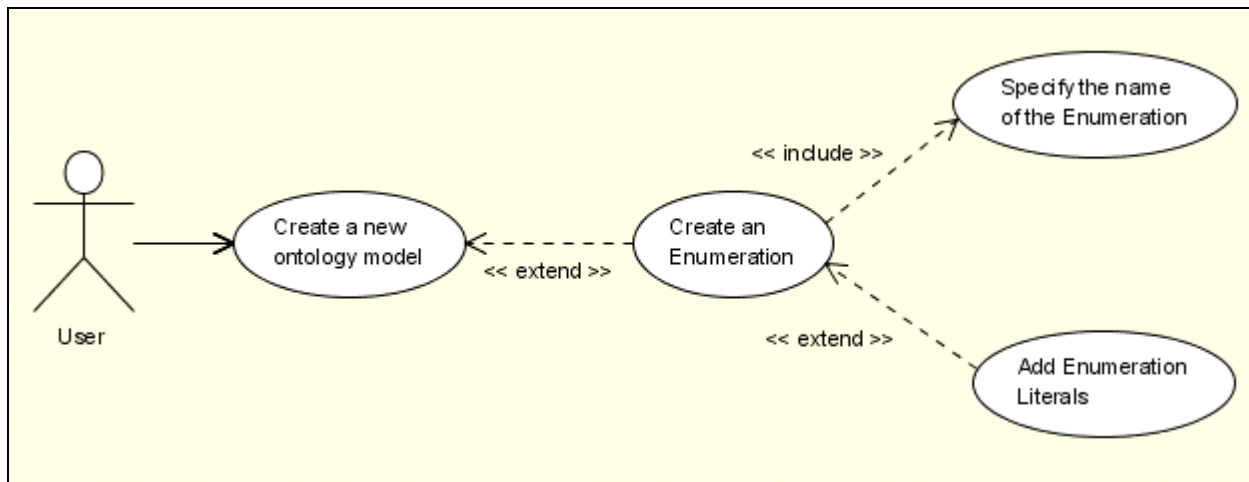 User
Create a new
ontology model
<< extend >>
Create an
Enumeration
<< include >>
Specify the name
of the Enumeration
<< extend >>
Add Enumeration
Literals